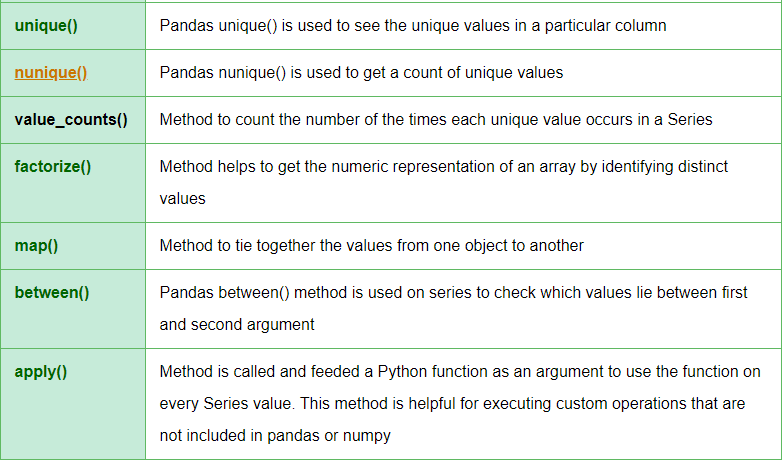 unique() Pandas unique() is used to see the unique values in a particular column
nunique() Pandas nunique() is used to get a count of unique values
value_counts() Method to count the number of the times each unique value occurs in a Series
factorize() Method helps to get the numeric representation of an array by identifying distinct
values
map() Method to tie together the values from one object to another
between() Pandas between() method is used on series to check which values lie between first
and second argument
apply() Method is called and feeded a Python function as an argument to use the function on
every Series value. This method is helpful for executing custom operations that are
not included in pandas or numpy